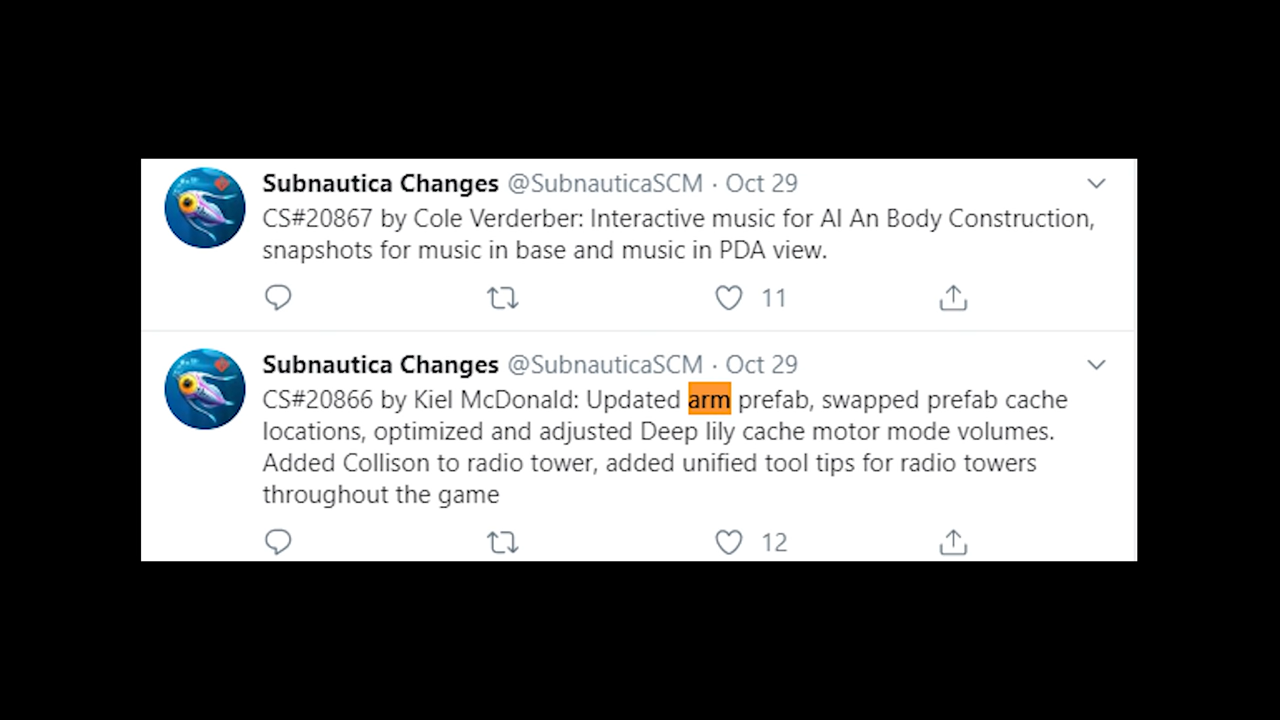 Subnautica Changes @SubnauticaSCM · Oct 29
CS#20867 by Cole Verderber: Interactive music for Al An Body Construction,
snapshots for music in base and music in PDA view.
11
Subnautica Changes @SubnauticaSCM · Oct 29
CS#20866 by Kiel McDonald: Updated arm prefab, swapped prefab cache
locations, optimized and adjusted Deep lily cache motor mode volumes.
Added Collison to radio tower, added unified tool tips for radio towers
throughout the game
12